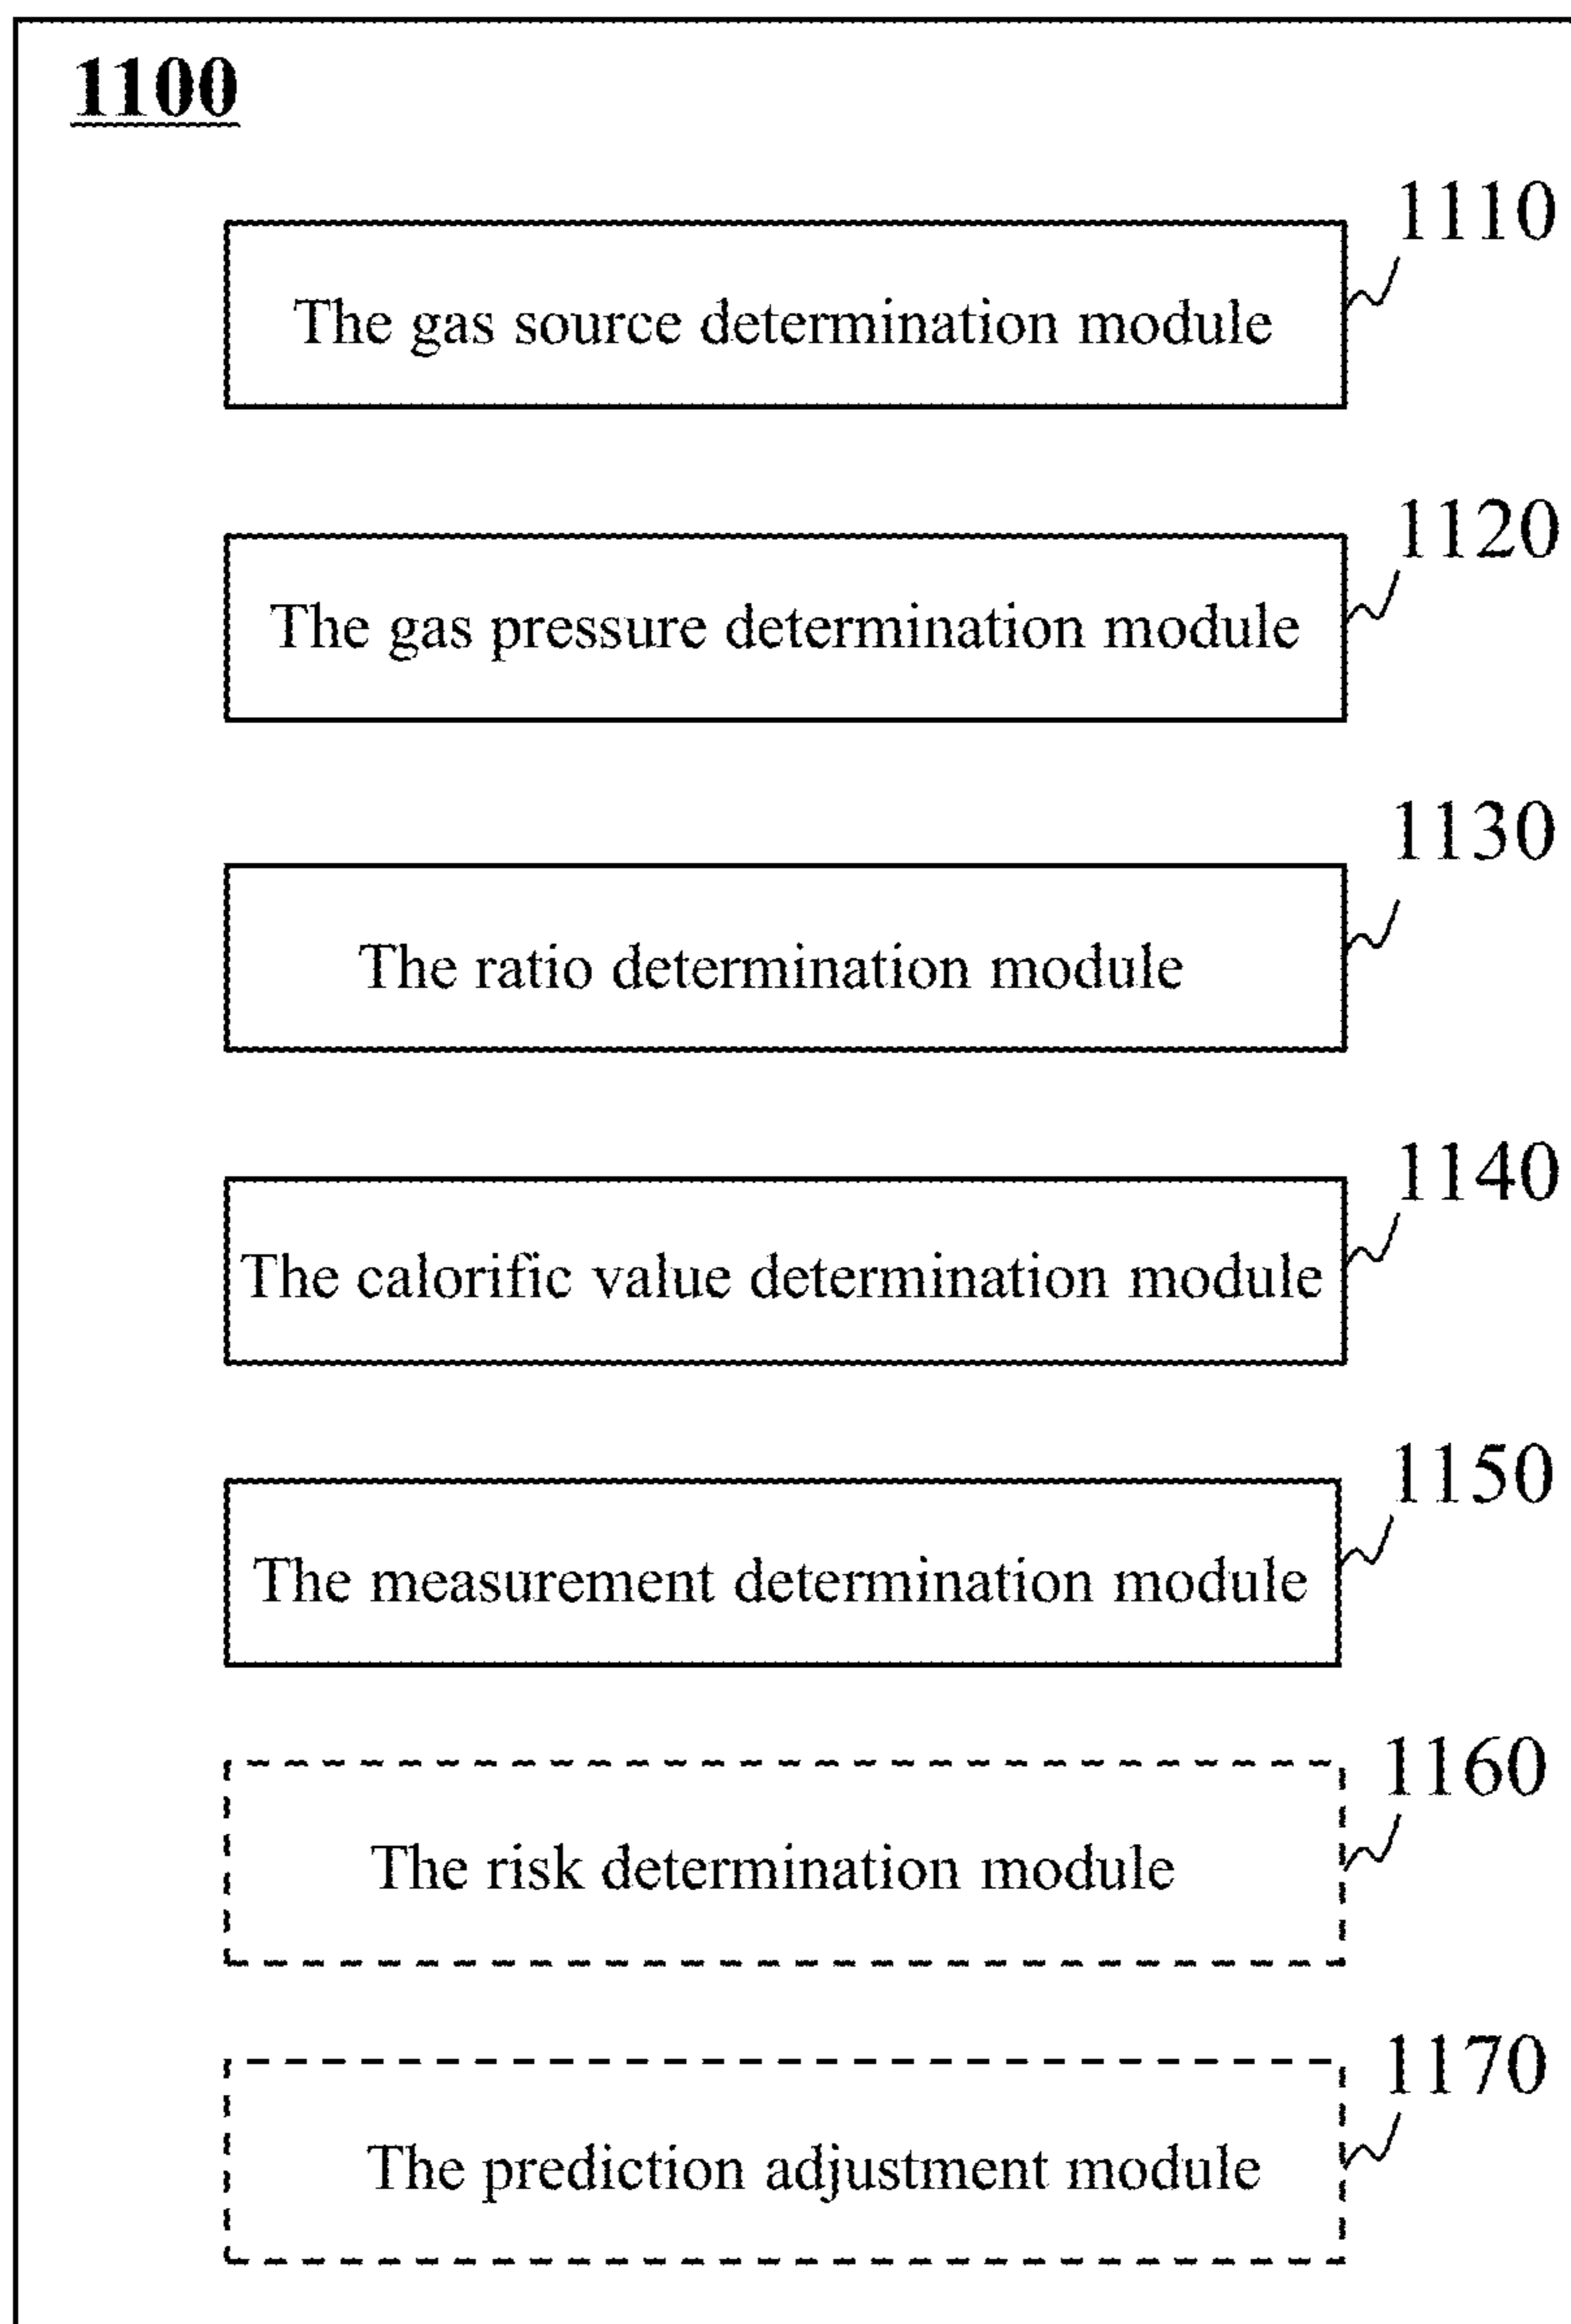 1100
1110
The gas source determination module
1120
The gas pressure determination module
1130
The ratio determination module
1140
The calorific value determination module
1150
The measurement determination module
1160
The risk determination module
1170
The prediction adjustment module